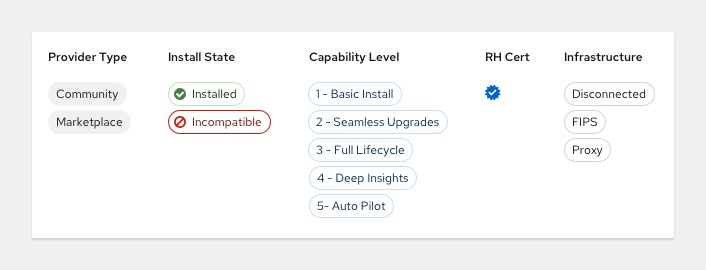 Provider Type
Community
Marketplace
Install State
Installed
Incompatible
Capability Level
1 - Basic Install
2 - Seamless Upgrades
3 - Full Lifecycle
4 - Deep Insights
5- Auto Pilot
RH Cert
Infrastructure
Disconnected
FIPS
Proxy